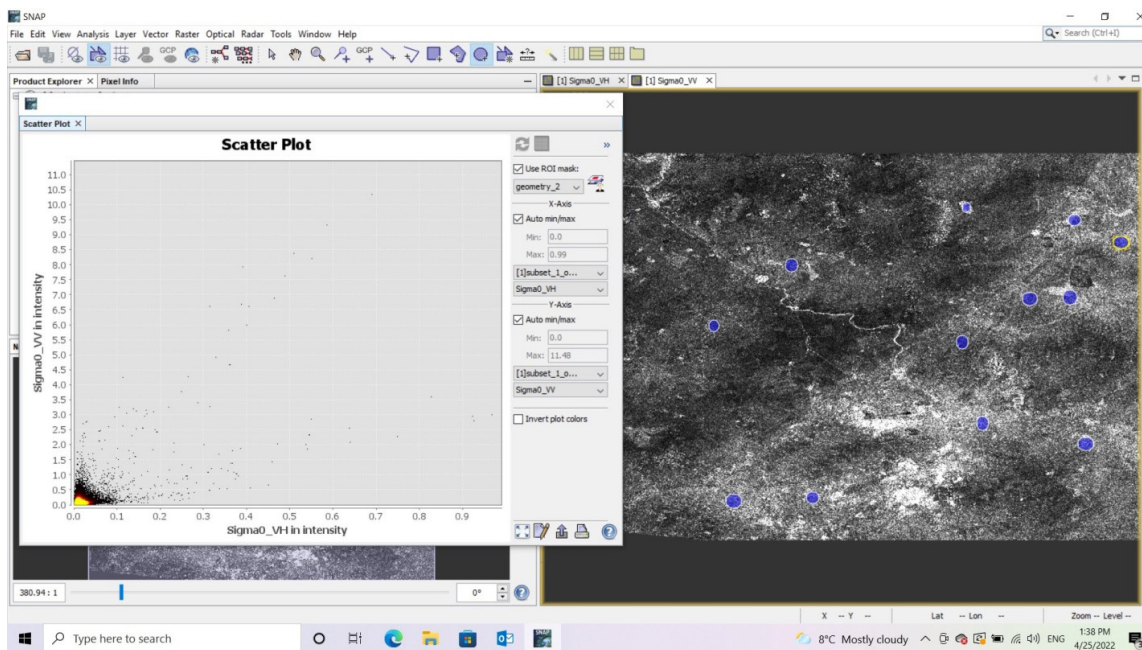 SNAP
File Edit View Analysis Layer Vector Raster Optical Radar Tools Window Help
Search (Ctrl+I)
GCP
GCP
Product Explorer × Pixel Info
[1] Sigma0_VH ×
[1] Sigma0_VV ×
Scatter Plot ×
Scatter Plot
11.0
10.5
10.0
9.5
9.0
8.5
8.0
7.5
7.0
6.5
6.0
5.5
5.0
4.5
4.0
3.5
3.0
2.5
2.0
1.5
1.0
0.5
0.0
Sigma0_VV in intensity
0.0 0.1 0.2 0.3 0.4 0.5 0.6 0.7 0.8 0.9
Sigma0_VH in intensity
Use ROI mask:
geometry_2
X-Axis
Auto min/max
Min: 0.0
Max: 0.99
[1]subset_1_o...
Sigma0_VH
Y-Axis
Auto min/max
Min: 0.0
Max: 11.48
[1]subset_1_o...
Sigma0_VV
Invert plot colors
380.94 : 1
0°
X -- Y -- Lat -- Lon -- Zoom -- Level --
Type here to search
8°C Mostly cloudy
ENG
1:38 PM
4/25/2022